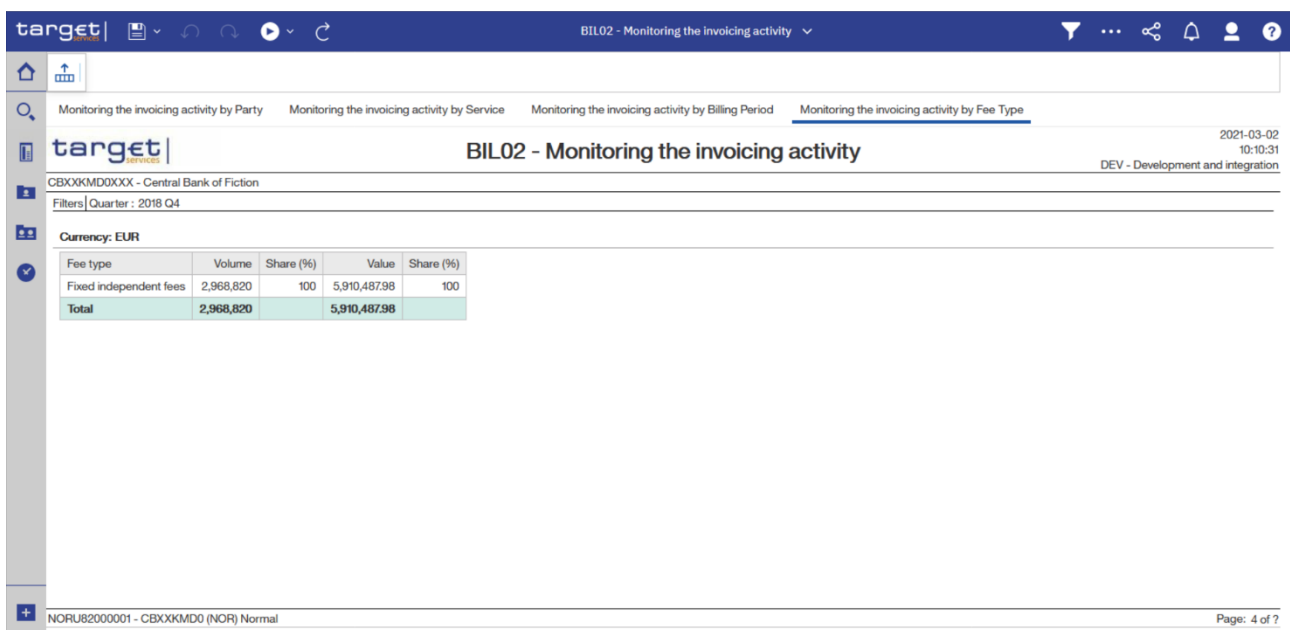 target| services BIL02 - Monitoring the invoicing activity ?
Monitoring the invoicing activity by Party Monitoring the invoicing activity by Service Monitoring the invoicing activity by Billing Period Monitoring the invoicing activity by Fee Type
target| services BIL02 - Monitoring the invoicing activity 2021-03-02
10:10:31
DEV - Development and integration
CBXXKMD0XXX - Central Bank of Fiction
Filters Quarter : 2018 Q4
Currency: EUR
Fee type Volume Share (%) Value Share (%)
Fixed independent fees 2,968,820 100 5,910,487.98 100
Total 2,968,820 5,910,487.98
NORU82000001 - CBXXKMD0 (NOR) Normal Page: 4 of ?